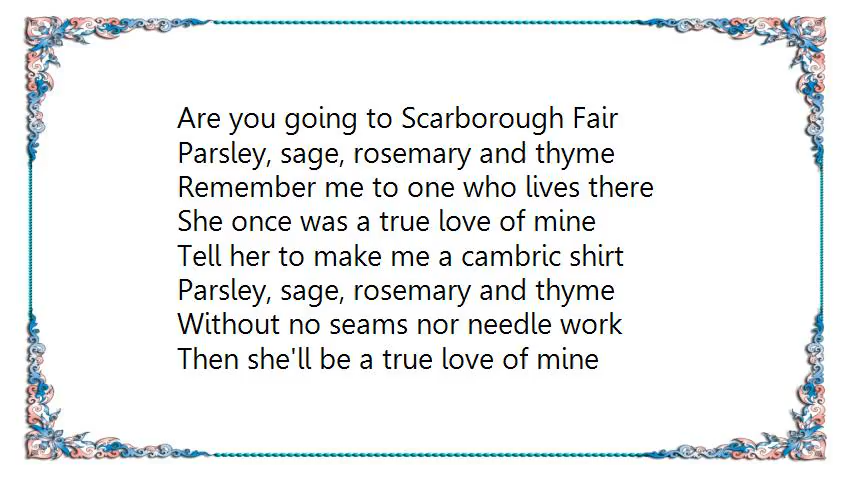 Are you going to Scarborough Fair
Parsley, sage, rosemary and thyme
Remember me to one who lives there
She once was a true love of mine
Tell her to make me a cambric shirt
Parsley, sage, rosemary and thyme
Without no seams nor needle work
Then she'll be a true love of mine